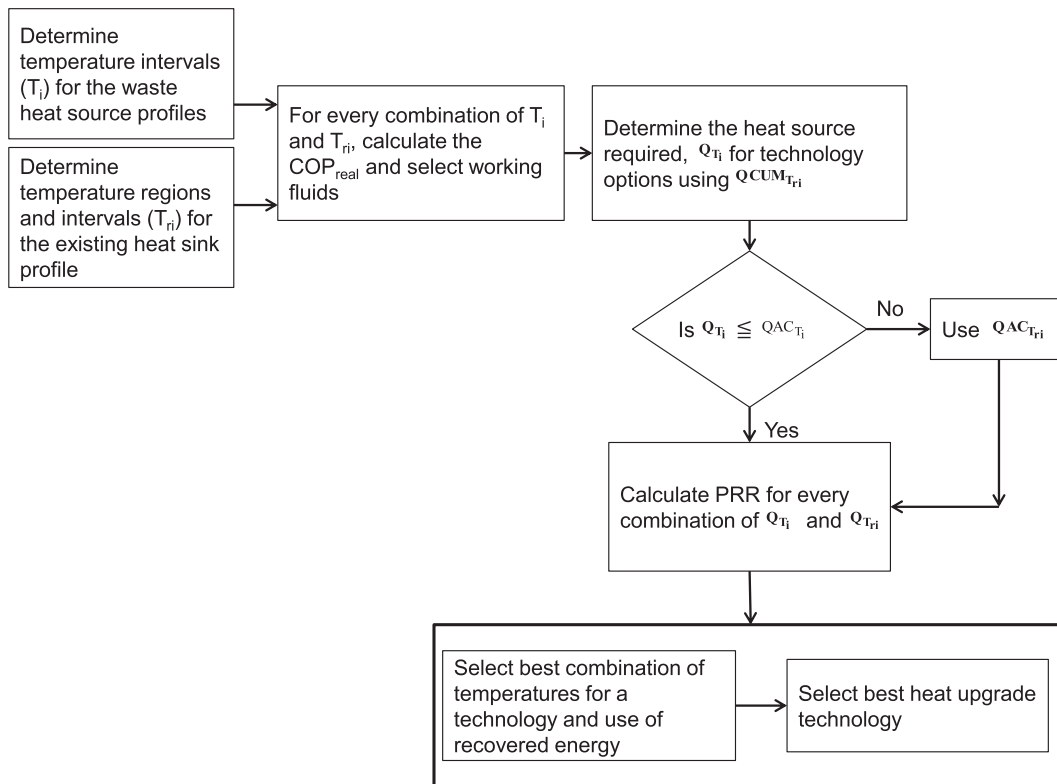 Determine
temperature intervals
(Ti) for the waste
heat source profiles
Determine
temperature regions
and intervals (Tri) for
the existing heat sink
profile
For every combination of Ti
and Tri, calculate the
COPreal and select working
fluids
Determine the heat source
required, QTi for technology
options using QCUMTri
Is QTi ≦ QACTi
No
Use QACTri
Yes
Calculate PRR for every
combination of QTi and QTri
Select best combination of
temperatures for a
technology and use of
recovered energy
Select best heat upgrade
technology